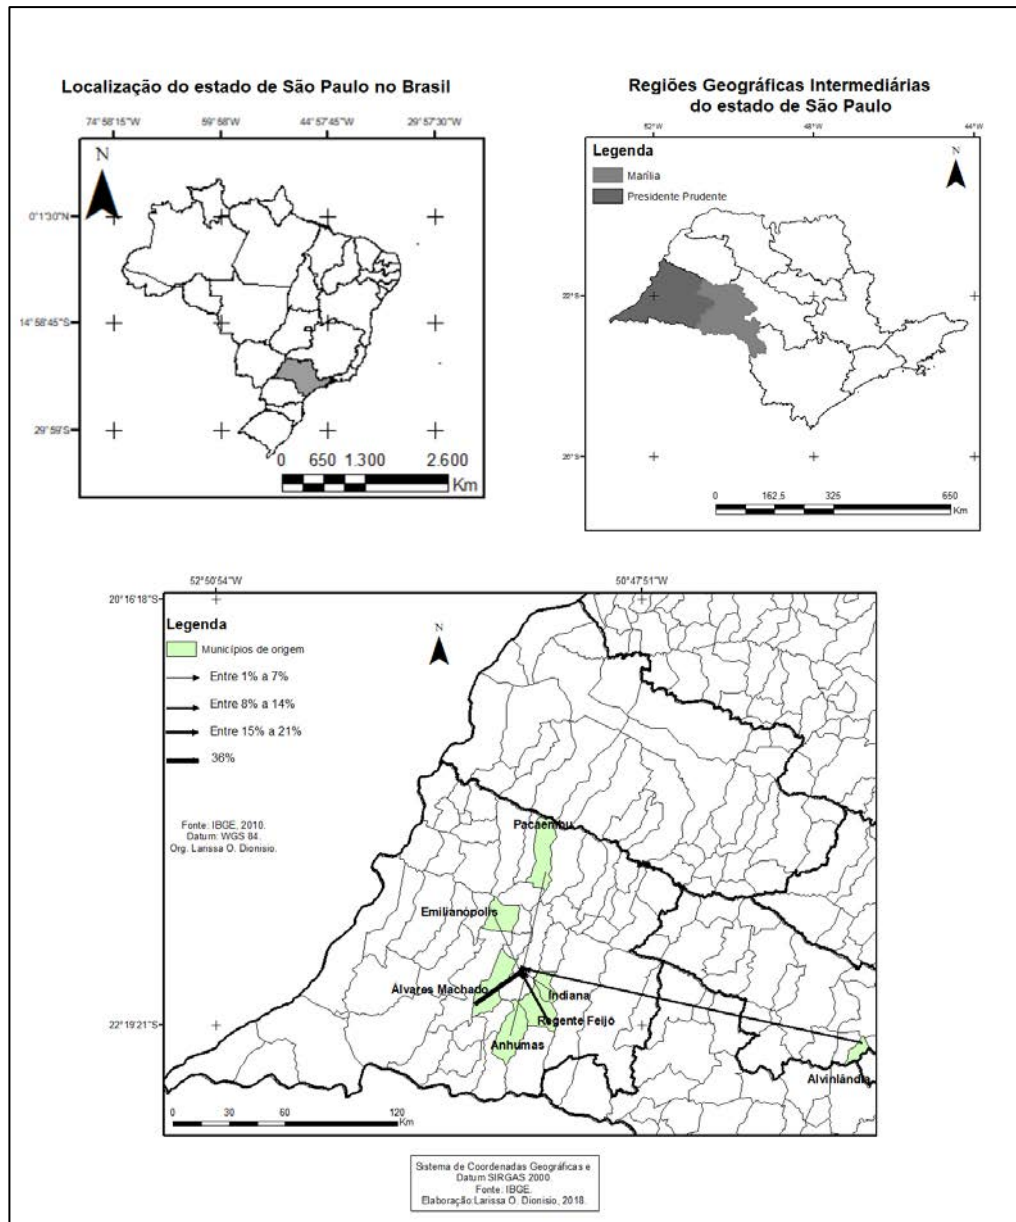 Localização do estado de São Paulo no Brasil
74°58'15"W 59°58'W 44°57'45"W 29°57'30"W
N
0°1'30"N
14°58'45"S
29°59'S
0 650 1.300 2.600
Km
Regiões Geográficas Intermediárias
do estado de São Paulo
52°W 48°W 44°W
Legenda
N
Marília
Presidente Prudente
22°S
26°S
0 162,5 325 650
Km
52°50'54"W 50°47'51"W
20°16'18"S
Legenda
N
Municípios de origem
Entre 1% a 7%
Entre 8% a 14%
Entre 15% a 21%
36%
Fonte: IBGE, 2010.
Datum: WGS 84.
Org. Larissa O. Dionisio.
Pacaembu
Emilianópolis
Álvares Machado
Indiana
Regente Feijó
22°19'21"S
Anhumas
Alvinlândia
0 30 60 120
Km
Sistema de Coordenadas Geográficas e
Datum SIRGAS 2000
Fonte: IBGE.
Elaboração:Larissa O. Dionisio, 2018.